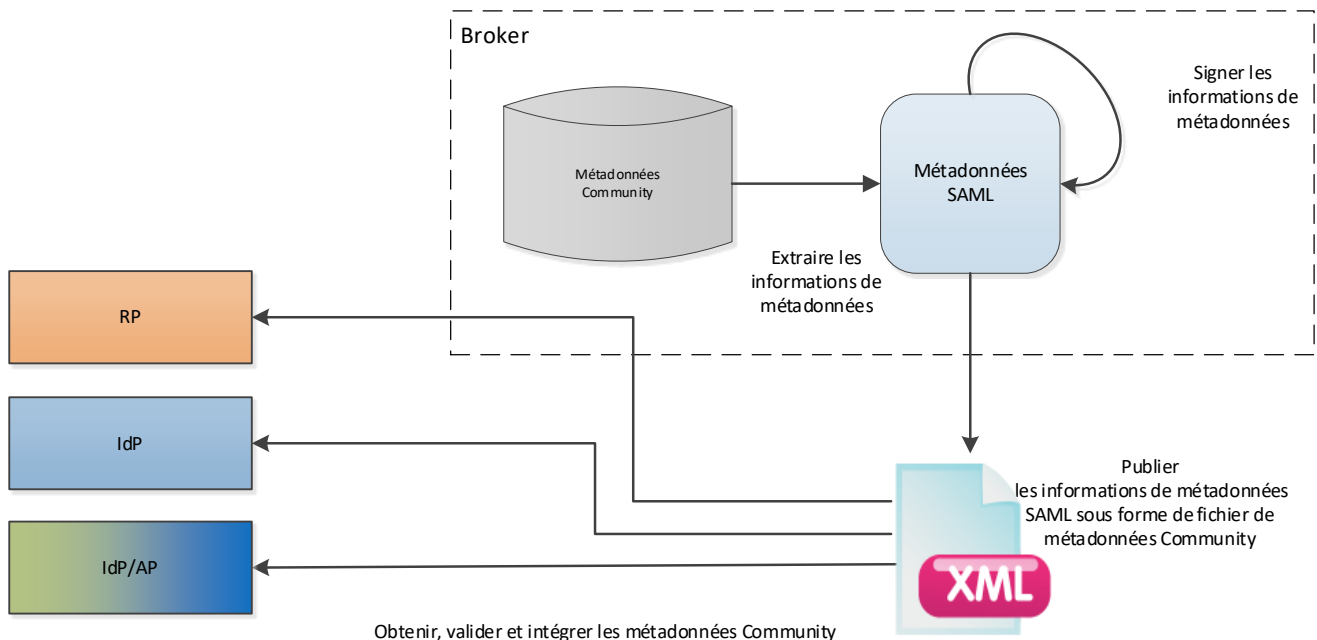 Broker
Signer les
informations de
métadonnées
Métadonnées
Community
Métadonnées
SAML
Extraire les
informations de
métadonnées
RP
IdP
IdP/AP
Publier
les informations de métadonnées
SAML sous forme de fichier de
métadonnées Community
XML
Obtenir, valider et intégrer les métadonnées Community